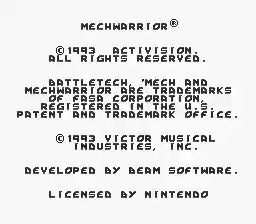 MECHWARRIOR®
©1993 ACTIVISION.
ALL RIGHTS RESERVED.
BATTLETECH, 'MECH AND
MECHWARRIOR ARE TRADEMARKS
OF FASA CORPORATION,
REGISTERED IN THE U.S.
PATENT AND TRADEMARK OFFICE.
©1993 VICTOR MUSICAL
INDUSTRIES, INC.
DEVELOPED BY BEAM SOFTWARE.
LICENSED BY NINTENDO